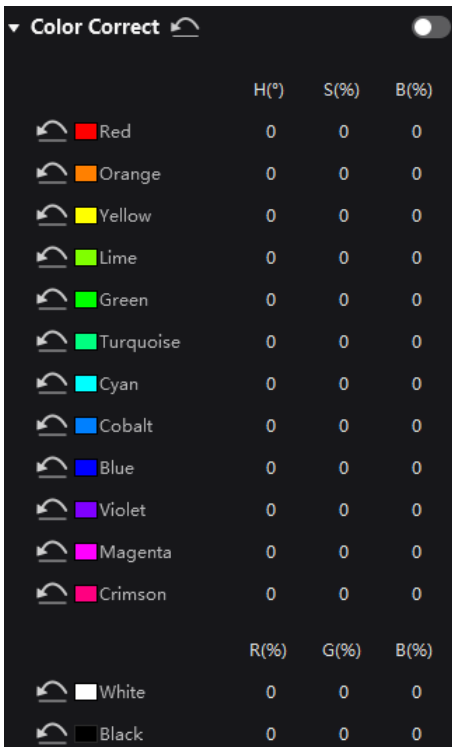 Color Correct
H(°) S(%) B(%)
Red 0 0 0
Orange 0 0 0
Yellow 0 0 0
Lime 0 0 0
Green 0 0 0
Turquoise 0 0 0
Cyan 0 0 0
Cobalt 0 0 0
Blue 0 0 0
Violet 0 0 0
Magenta 0 0 0
Crimson 0 0 0
R(%) G(%) B(%)
White 0 0 0
Black 0 0 0